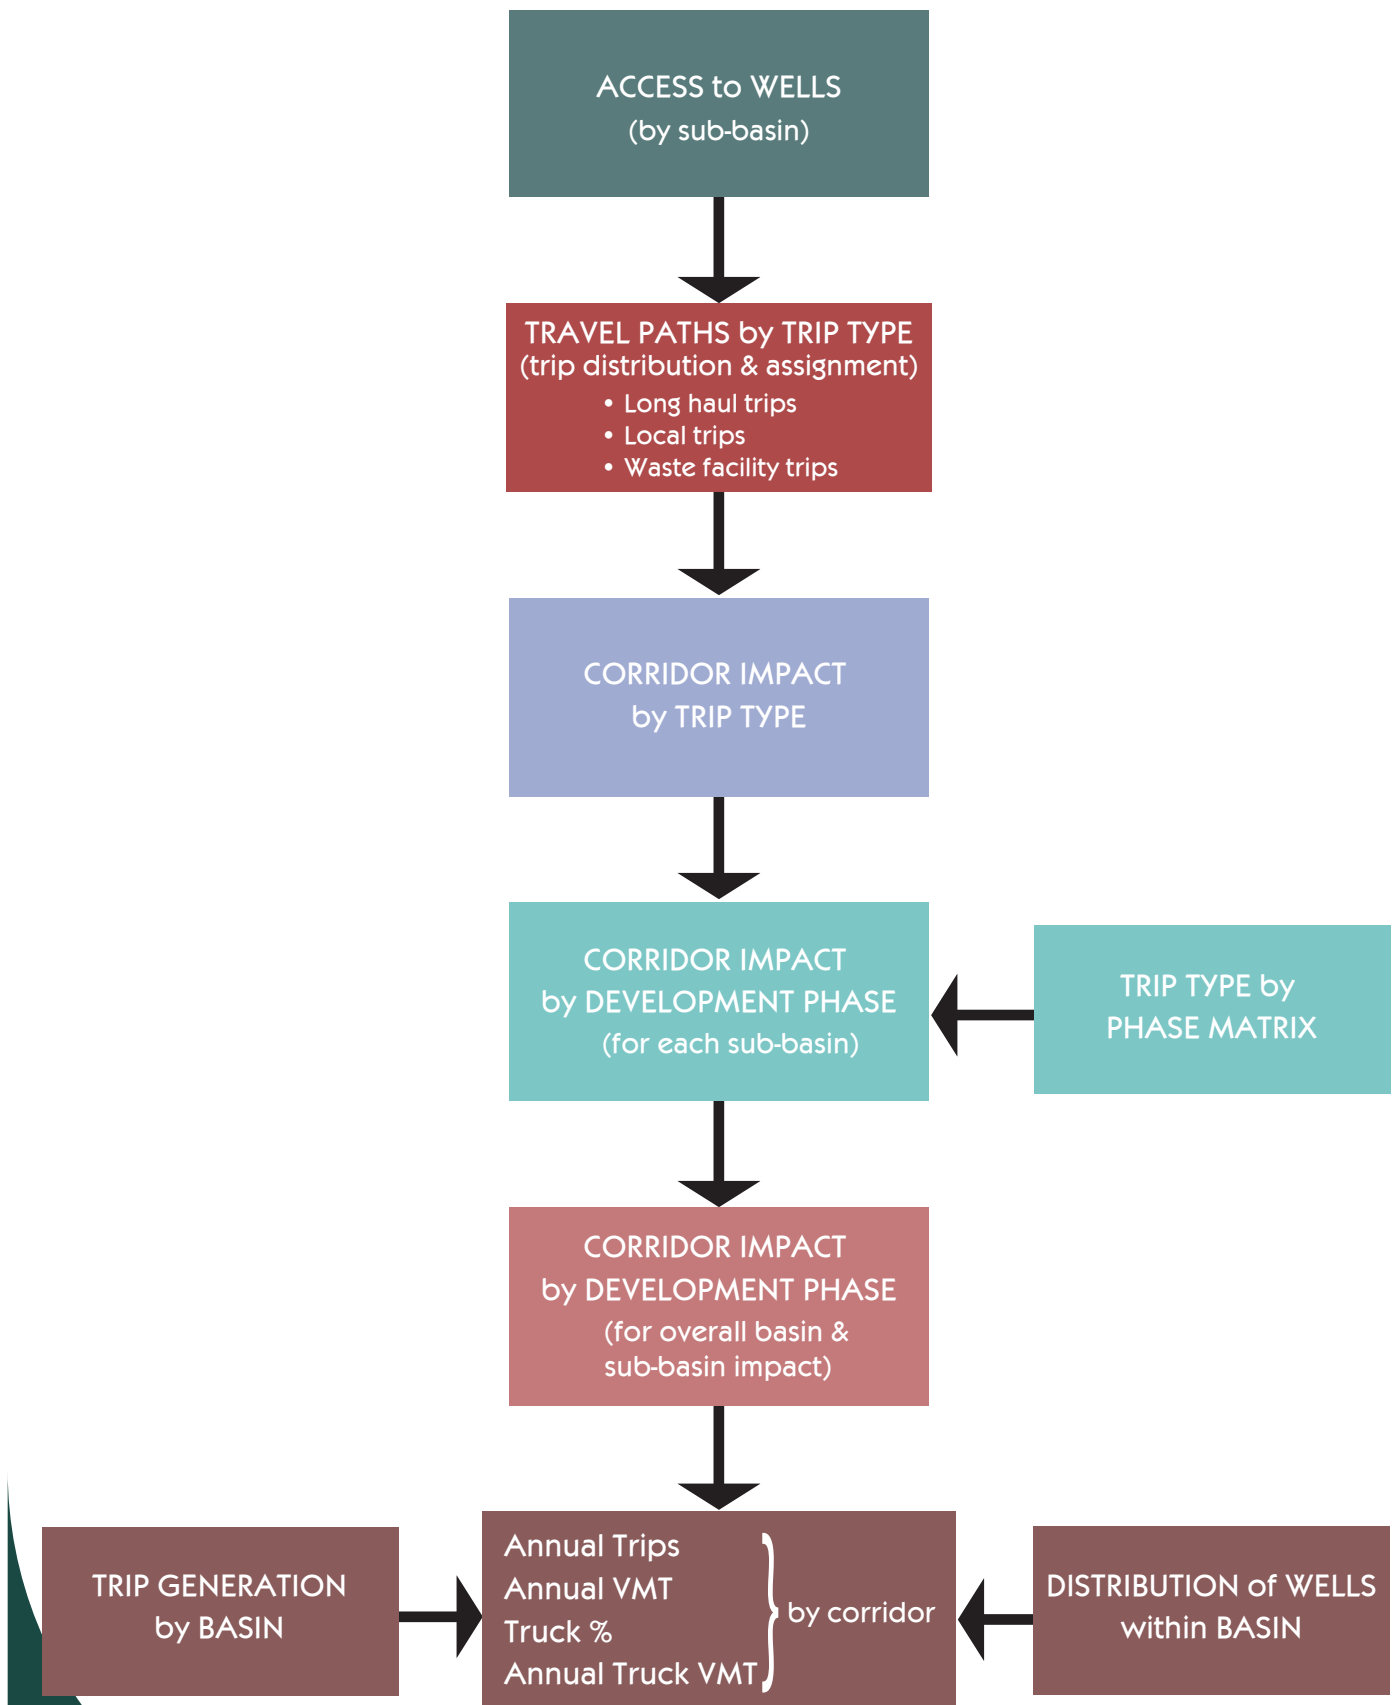 ACCESS to WELLS
(by sub-basin)
TRAVEL PATHS by TRIP TYPE
(trip distribution & assignment)
• Long haul trips
• Local trips
• Waste facility trips
CORRIDOR IMPACT
by TRIP TYPE
CORRIDOR IMPACT
by DEVELOPMENT PHASE
(for each sub-basin)
TRIP TYPE by
PHASE MATRIX
CORRIDOR IMPACT
by DEVELOPMENT PHASE
(for overall basin &
sub-basin impact)
TRIP GENERATION
by BASIN
Annual Trips
Annual VMT
Truck %
Annual Truck VMT
by corridor
DISTRIBUTION of WELLS
within BASIN